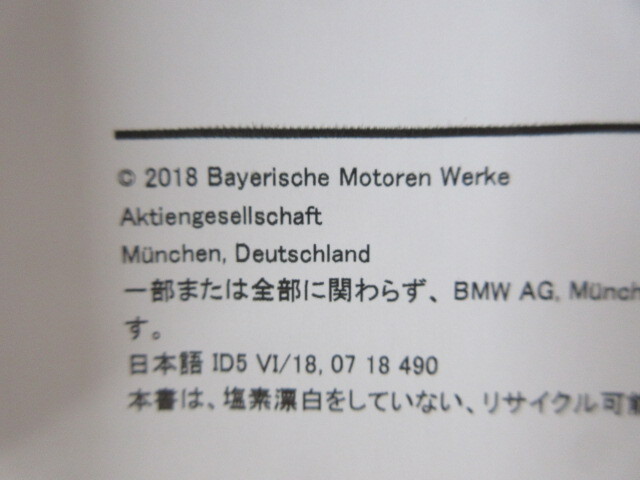 © 2018 Bayerische Motoren Werke
Aktiengesellschaft
München, Deutschland
一部または全部に関わらず、BMW AG, Münch
す。
日本語 ID5 VI/18, 07 18 490
本書は、塩素漂白をしていない、リサイクル可